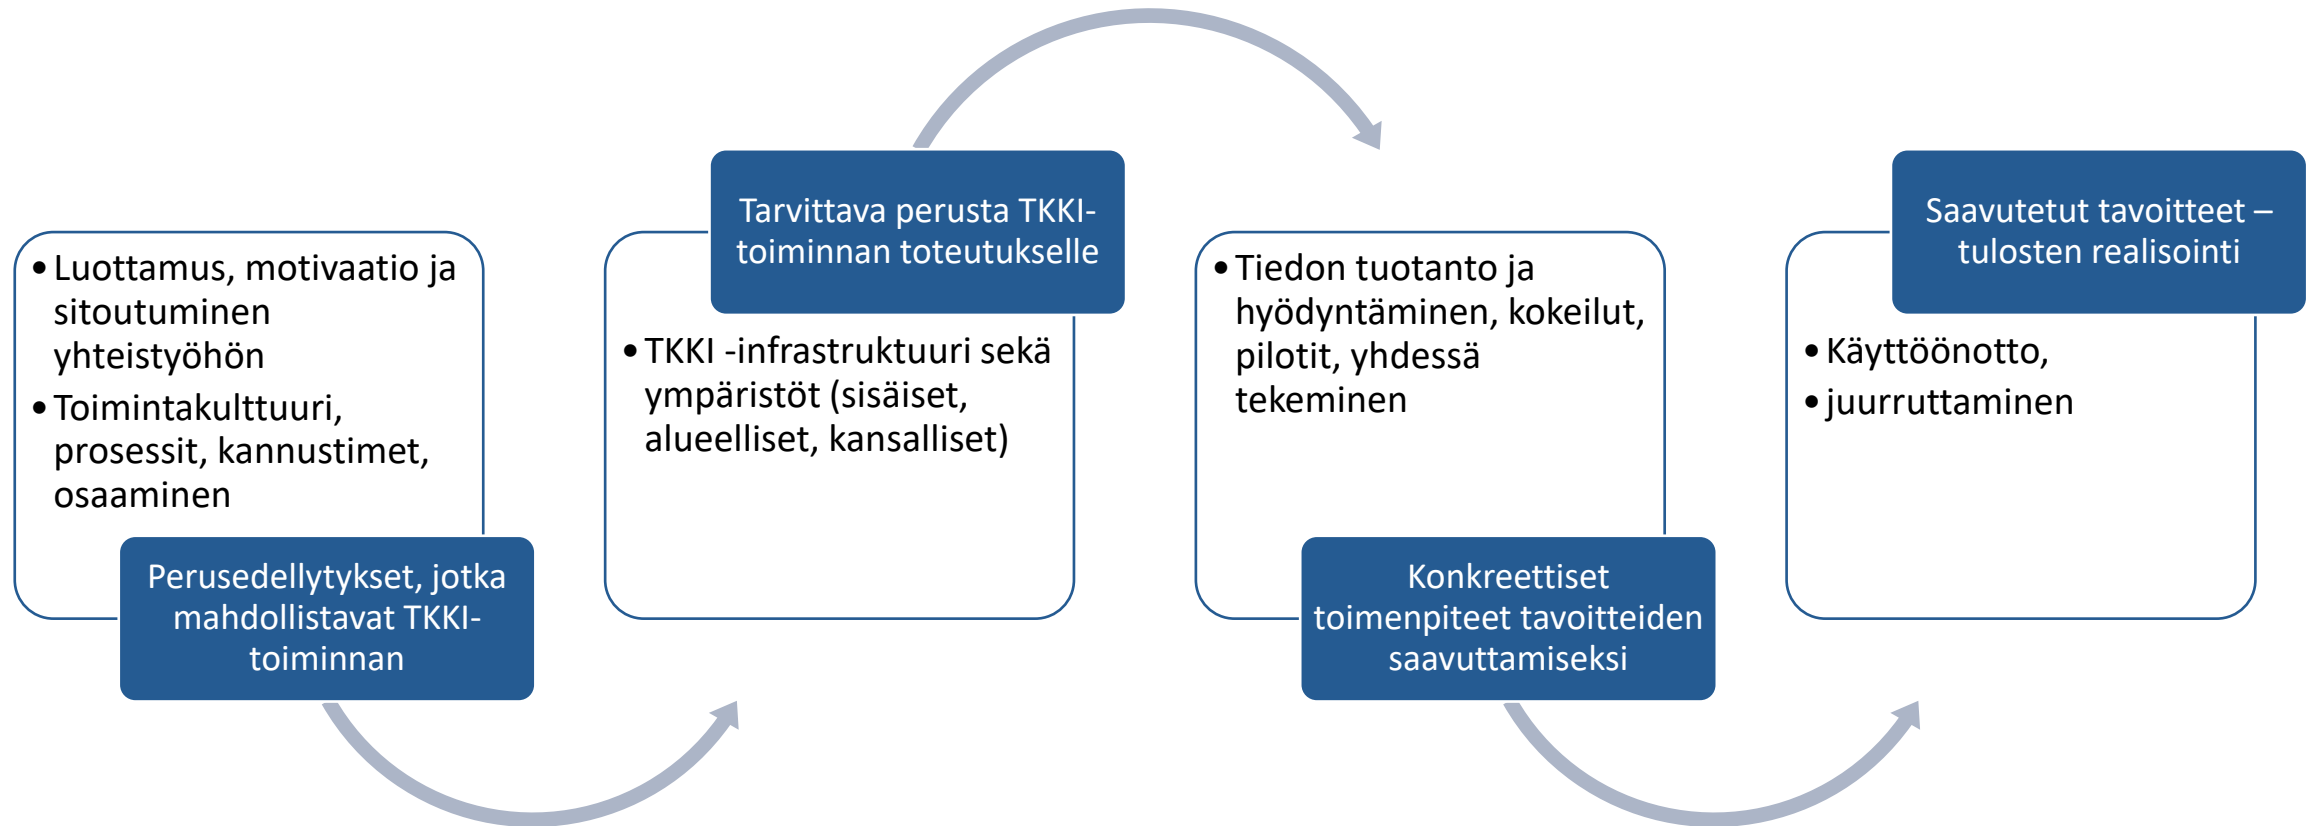 • Luottamus, motivaatio ja
sitoutuminen
yhteistyöhön
• Toimintakulttuuri,
prosessit, kannustimet,
osaaminen
Perusedellytykset, jotka
mahdollistavat TKKI-
toiminnan
Tarvittava perusta TKKI-
toiminnan toteutukselle
• TKKI -infrastruktuuri sekä
ympäristöt (sisäiset,
alueelliset, kansalliset)
• Tiedon tuotanto ja
hyödyntäminen, kokeilut,
pilotit, yhdessä
tekeminen
Konkreettiset
toimenpiteet tavoitteiden
saavuttamiseksi
Saavutetut tavoitteet –
tulosten realisointi
• Käyttöönotto,
• juurruttaminen